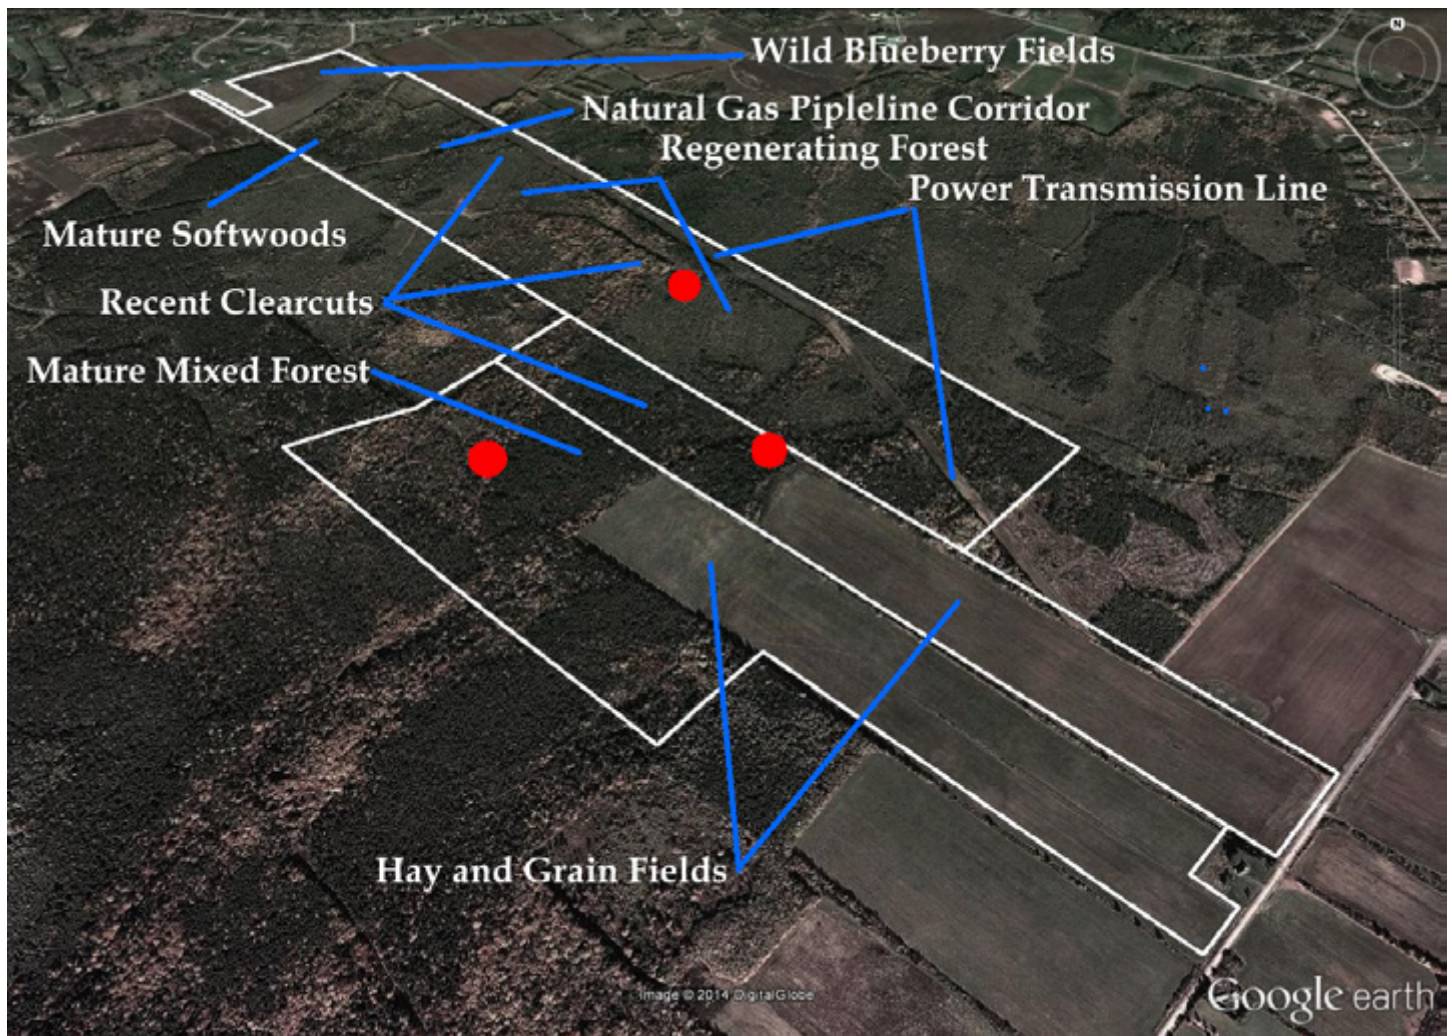 Wild Blueberry Fields
Natural Gas Pipleline Corridor
Regenerating Forest
Power Transmission Line
Mature Softwoods
Recent Clearcuts
Mature Mixed Forest
Hay and Grain Fields
Image © 2014 DigitalGlobe
Google earth
N